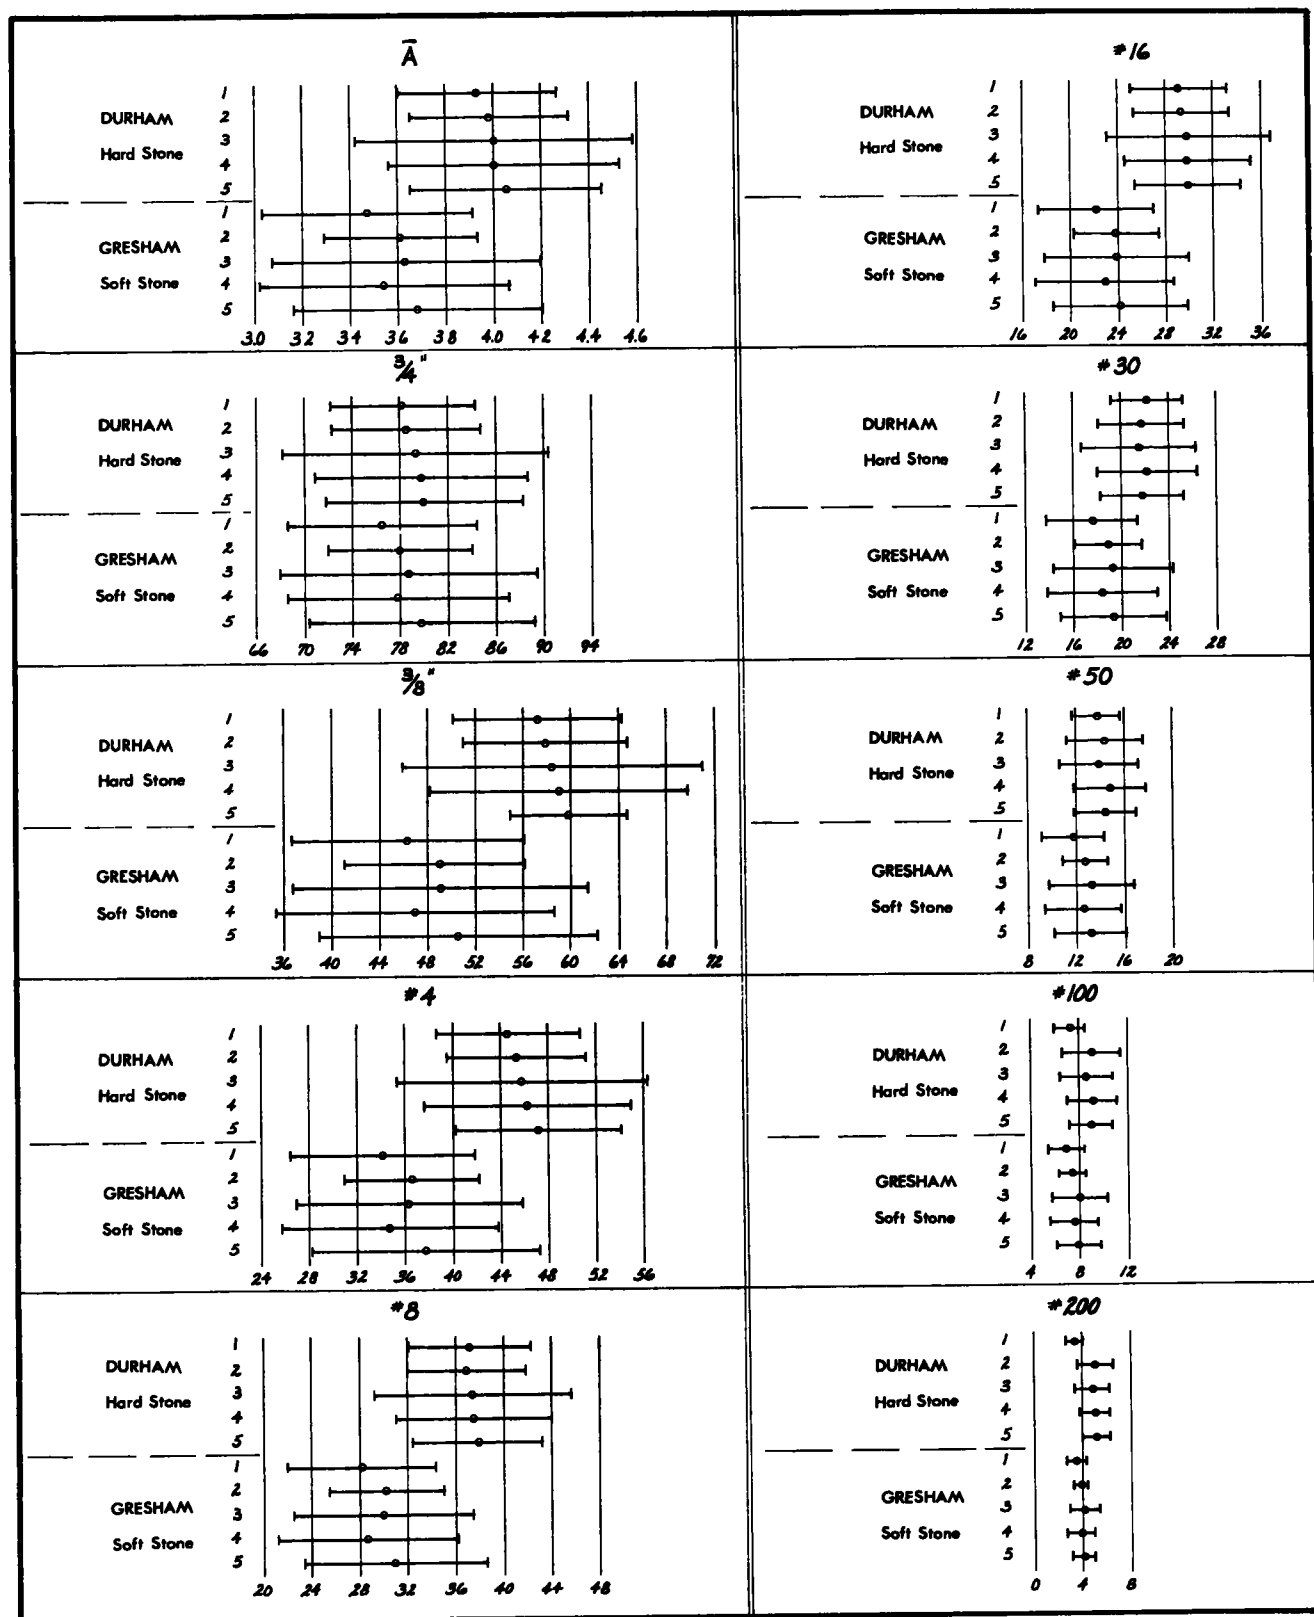 Ā
1
DURHAM 2
3
Hard Stone 4
5
1
GRESHAM 2
3
Soft Stone 4
5
3.0 3.2 3.4 3.6 3.8 4.0 4.2 4.4 4.6
3/4"
1
DURHAM 2
3
Hard Stone 4
5
1
GRESHAM 2
3
Soft Stone 4
5
66 70 74 78 82 86 90 94
3/8"
1
DURHAM 2
3
Hard Stone 4
5
1
GRESHAM 2
3
Soft Stone 4
5
36 40 44 48 52 56 60 64 68 72
#4
1
DURHAM 2
3
Hard Stone 4
5
1
GRESHAM 2
3
Soft Stone 4
5
24 28 32 36 40 44 48 52 56
#8
1
DURHAM 2
3
Hard Stone 4
5
1
GRESHAM 2
3
Soft Stone 4
5
20 24 28 32 36 40 44 48
#16
1
DURHAM 2
3
Hard Stone 4
5
1
GRESHAM 2
3
Soft Stone 4
5
16 20 24 28 32 36
#30
1
DURHAM 2
3
Hard Stone 4
5
1
GRESHAM 2
3
Soft Stone 4
5
12 16 20 24 28
#50
1
DURHAM 2
3
Hard Stone 4
5
1
GRESHAM 2
3
Soft Stone 4
5
8 12 16 20
#100
1
DURHAM 2
3
Hard Stone 4
5
1
GRESHAM 2
3
Soft Stone 4
5
4 8 12
#200
1
DURHAM 2
3
Hard Stone 4
5
1
GRESHAM 2
3
Soft Stone 4
5
0 4 8